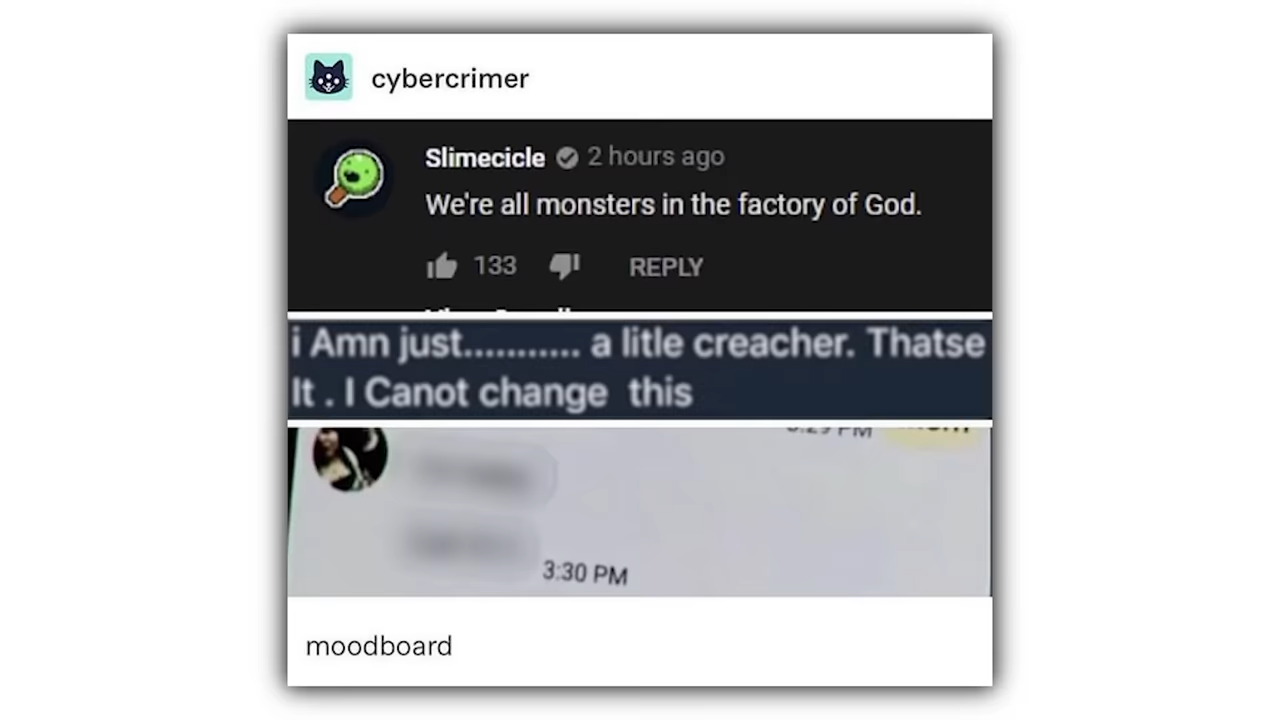 cybercrimer
Slimecicle 2 hours ago
We're all monsters in the factory of God.
133 REPLY
i Amn just........... a litle creacher. Thatse
It . I Canot change this
3:30 PM
moodboard